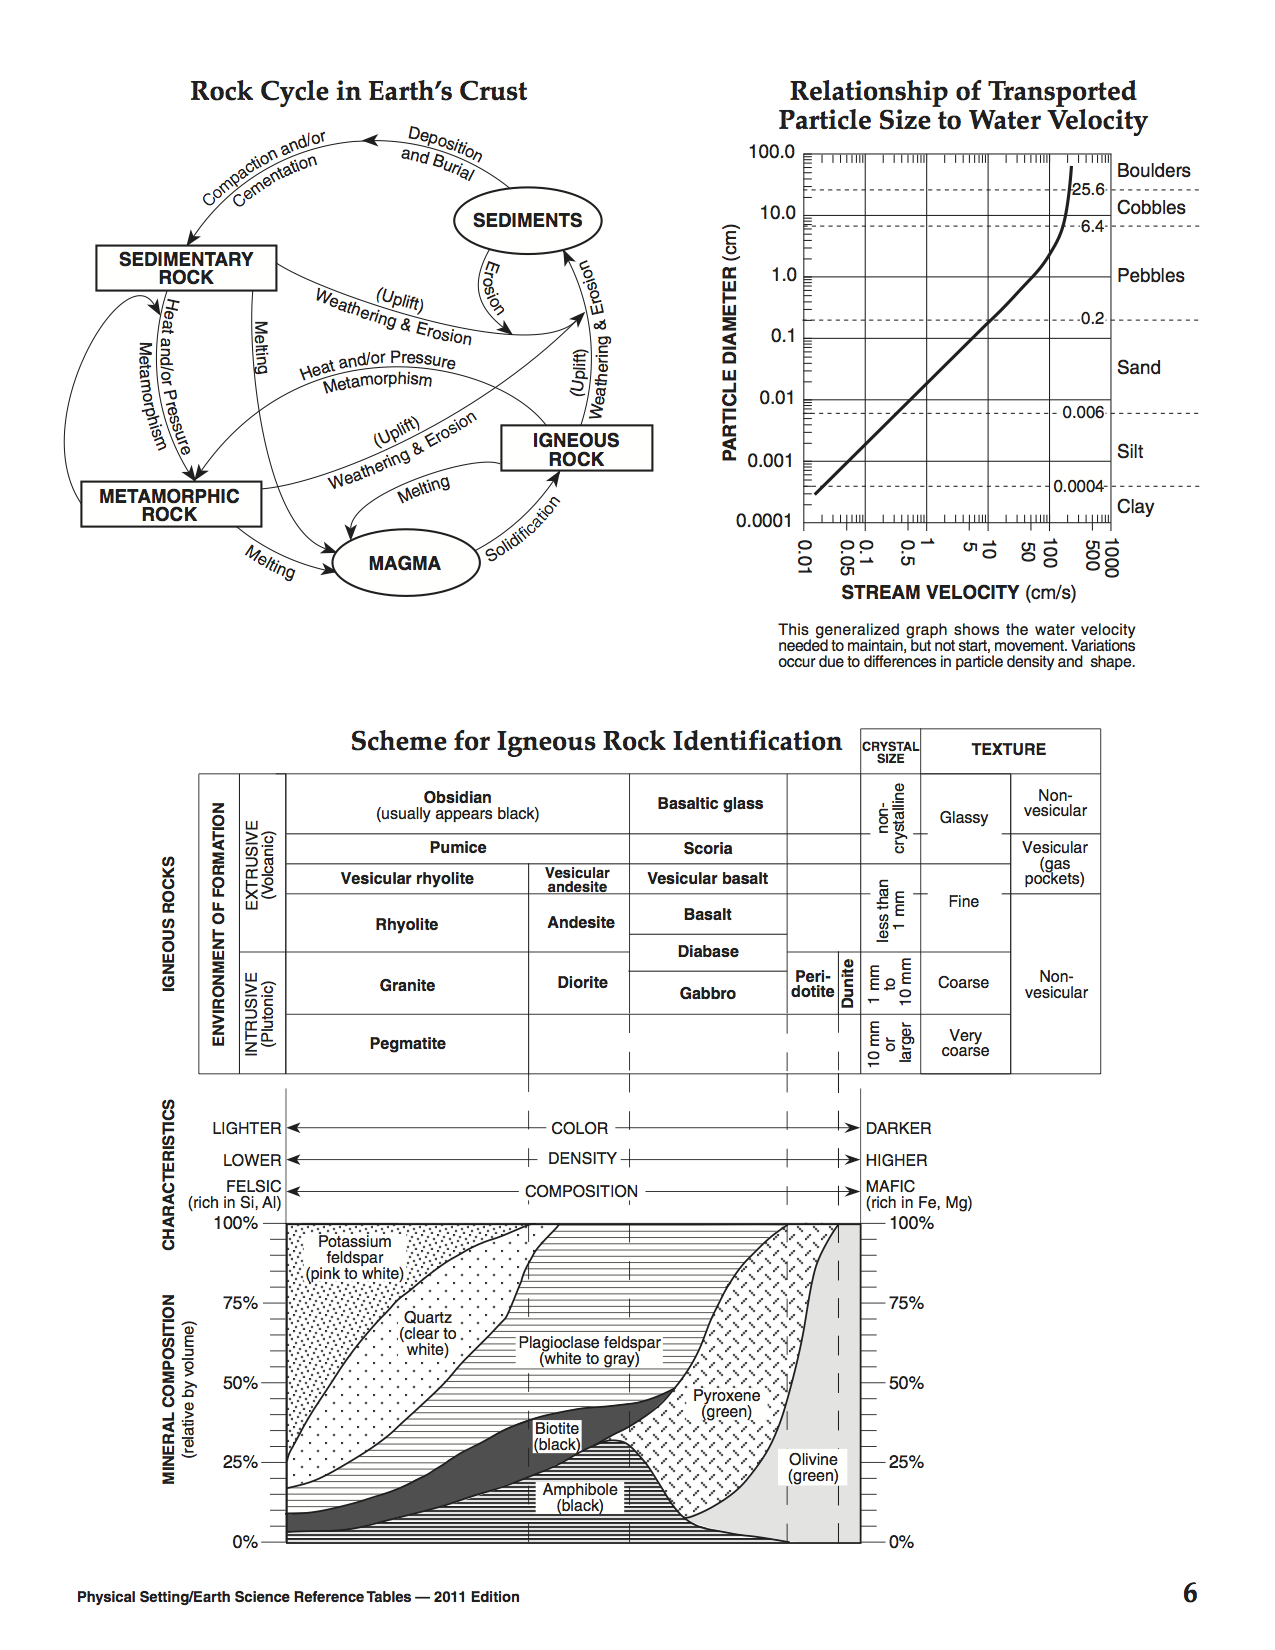 Rock Cycle in Earth's Crust
Deposition
and Burial
Compaction and/or
Cementation
SEDIMENTS
SEDIMENTARY
ROCK
Erosion
(Uplift)
Weathering & Erosion
(Uplift)
Weathering & Erosion
Heat and/or Pressure
Metamorphism
Melting
Heat and/or Pressure
Metamorphism
(Uplift)
Weathering & Erosion
IGNEOUS
ROCK
METAMORPHIC
ROCK
Melting
Solidification
Melting
MAGMA
Relationship of Transported
Particle Size to Water Velocity
PARTICLE DIAMETER (cm)
100.0
10.0
1.0
0.1
0.01
0.001
0.0001
25.6
6.4
0.2
0.006
0.0004
Boulders
Cobbles
Pebbles
Sand
Silt
Clay
0.01
0.05
0.1
0.5
1
5
10
50
100
500
1000
STREAM VELOCITY (cm/s)
This generalized graph shows the water velocity
needed to maintain, but not start, movement. Variations
occur due to differences in particle density and shape.
Scheme for Igneous Rock Identification
CRYSTAL
SIZE
TEXTURE
IGNEOUS ROCKS
ENVIRONMENT OF FORMATION
EXTRUSIVE
(Volcanic)
INTRUSIVE
(Plutonic)
Obsidian
(usually appears black)
Basaltic glass
non-
crystalline
Glassy
Non-
vesicular
Pumice
Scoria
Vesicular
(gas
pockets)
Vesicular rhyolite
Vesicular
andesite
Vesicular basalt
less than
1 mm
Fine
Rhyolite
Andesite
Basalt
Diabase
Granite
Diorite
Gabbro
Peri-
dotite
Dunite
1 mm
to
10 mm
Coarse
Non-
vesicular
Pegmatite
10 mm
or
larger
Very
coarse
CHARACTERISTICS
LIGHTER
COLOR
DARKER
LOWER
DENSITY
HIGHER
FELSIC
(rich in Si, Al)
COMPOSITION
MAFIC
(rich in Fe, Mg)
MINERAL COMPOSITION
(relative by volume)
100%
75%
50%
25%
0%
Potassium
feldspar
(pink to white)
Quartz
(clear to
white)
Plagioclase feldspar
(white to gray)
Pyroxene
(green)
Biotite
(black)
Amphibole
(black)
Olivine
(green)
100%
75%
50%
25%
0%
Physical Setting/Earth Science Reference Tables — 2011 Edition
6